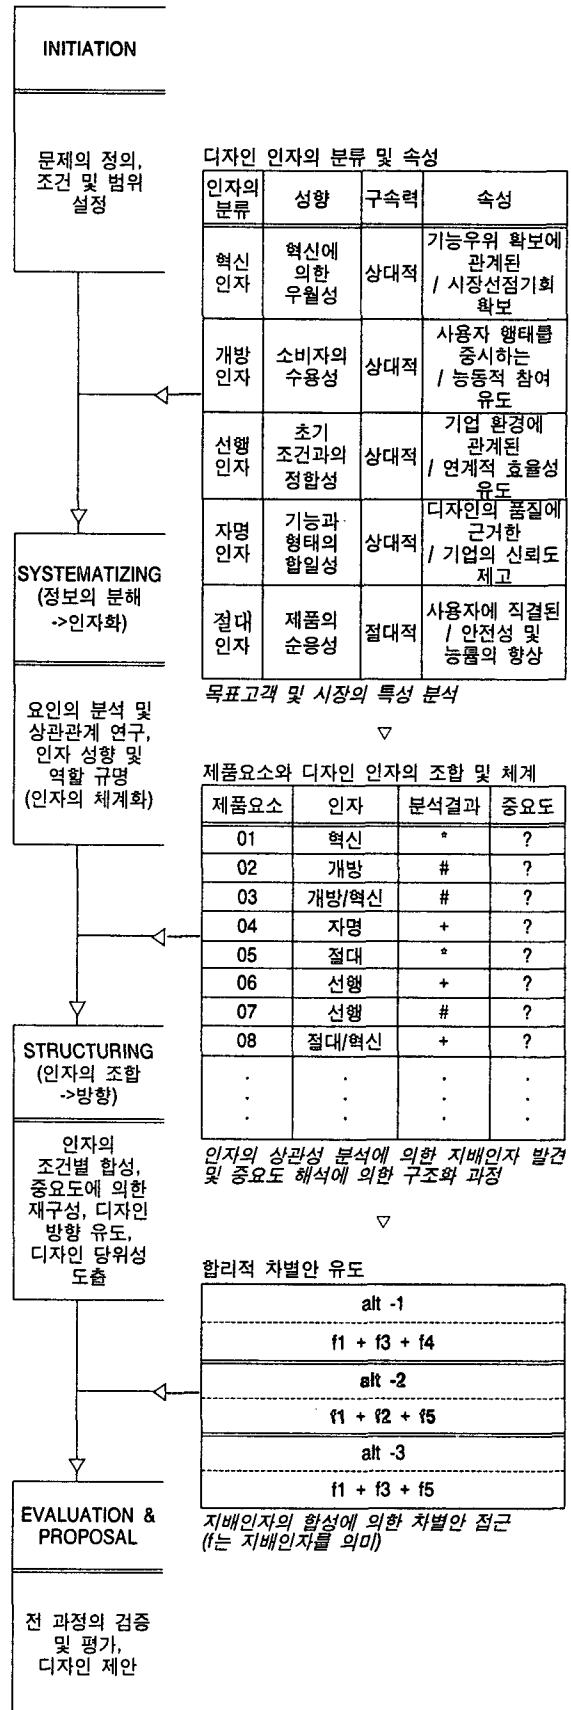 INITIATION
문제의 정의,
조건 및 범위
설정
디자인 인자의 분류 및 속성
인자의 분류 성향 구속력 속성
혁신 인자 혁신에 의한 우월성 상대적 기능우위 확보에 관계된 / 시장선점기회 확보
개방 인자 소비자의 수용성 상대적 사용자 행태를 중시하는 / 능동적 참여 유도
선행 인자 초기 조건과의 정합성 상대적 기업 환경에 관계된 / 연계적 효율성 유도
자명 인자 기능과 형태의 합일성 상대적 디자인의 품질에 근거한 / 기업의 신뢰도 제고
절대 인자 제품의 순응성 절대적 사용자에 직결된 / 안전성 및 능률의 향상
목표고객 및 시장의 특성 분석
SYSTEMATIZING
(정보의 분해
->인자화)
요인의 분석 및
상관관계 연구,
인자 성향 및
역할 규명
(인자의 체계화)
제품요소와 디자인 인자의 조합 및 체계
제품요소 인자 분석결과 중요도
01 혁신 * ?
02 개방 # ?
03 개방/혁신 # ?
04 자명 + ?
05 절대 * ?
06 선행 + ?
07 선행 # ?
08 절대/혁신 + ?
. . . .
. . . .
. . . .
인자의 상관성 분석에 의한 지배인자 발견
및 중요도 해석에 의한 구조화 과정
STRUCTURING
(인자의 조합
->방향)
인자의
조건별 합성,
중요도에 의한
재구성, 디자인
방향 유도,
디자인 당위성
도출
합리적 차별안 유도
alt -1
f1 + f3 + f4
alt -2
f1 + f2 + f5
alt -3
f1 + f3 + f5
지배인자의 합성에 의한 차별안 접근
(f는 지배인자를 의미)
EVALUATION &
PROPOSAL
전 과정의 검증
및 평가,
디자인 제안